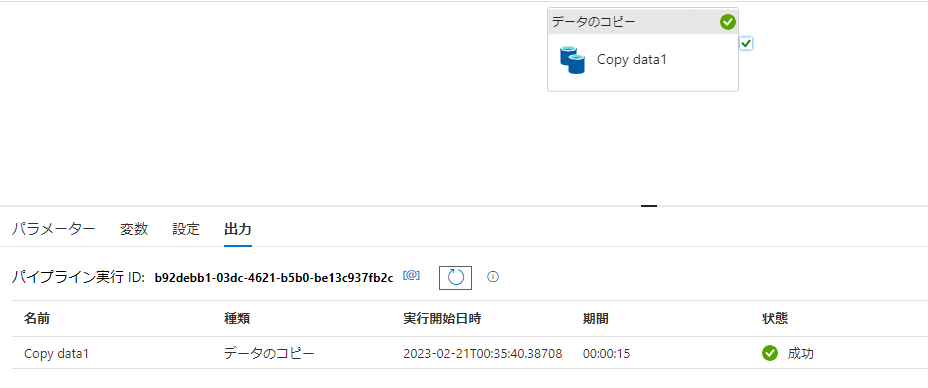 データのコピー
Copy data1
パラメーター 変数 設定 出力
パイプライン実行 ID: b92debb1-03dc-4621-b5b0-be13c937fb2c [@]
名前 種類 実行開始日時 期間 状態
Copy data1 データのコピー 2023-02-21T00:35:40.38708 00:00:15 成功